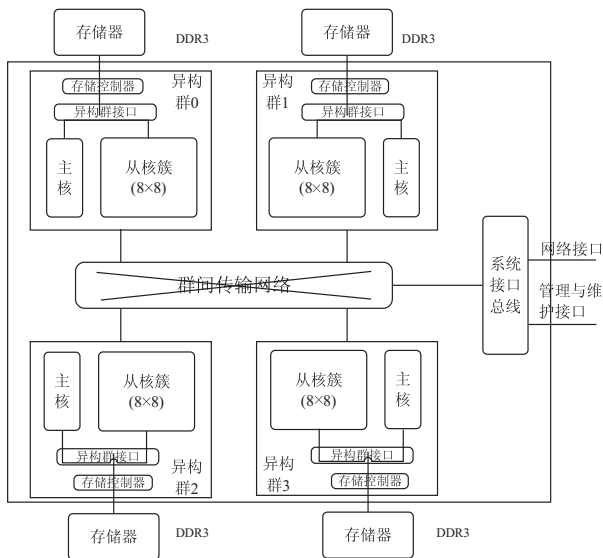 存储器
DDR3
存储器
DDR3
异构
群0
存储控制器
异构群接口
主
核
从核簇
(8×8)
异构
群1
存储控制器
异构群接口
从核簇
(8×8)
主
核
群间传输网络
系统
接口
总线
网络接口
管理与维
护接口
主
核
从核簇
(8×8)
异构群接口
存储控制器
异构
群2
从核簇
(8×8)
主
核
异构群接口
存储控制器
异构
群3
存储器
DDR3
存储器
DDR3